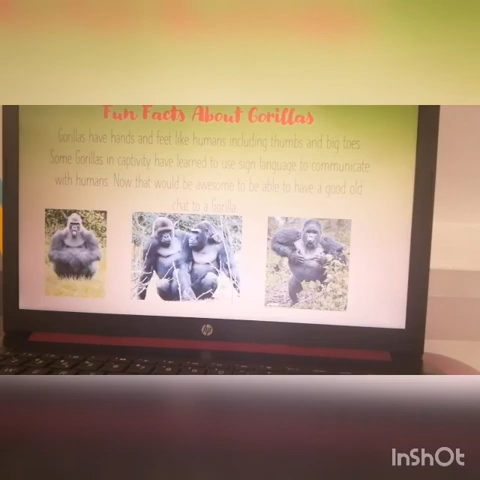 Fun Facts About Gorillas
Gorillas have hands and feet like humans including thumbs and big toes.
Some Gorillas in captivity have learned to use sign language to communicate
with humans. Now that would be awesome to be able to have a good old
chat to a Gorilla
hp
InShOt